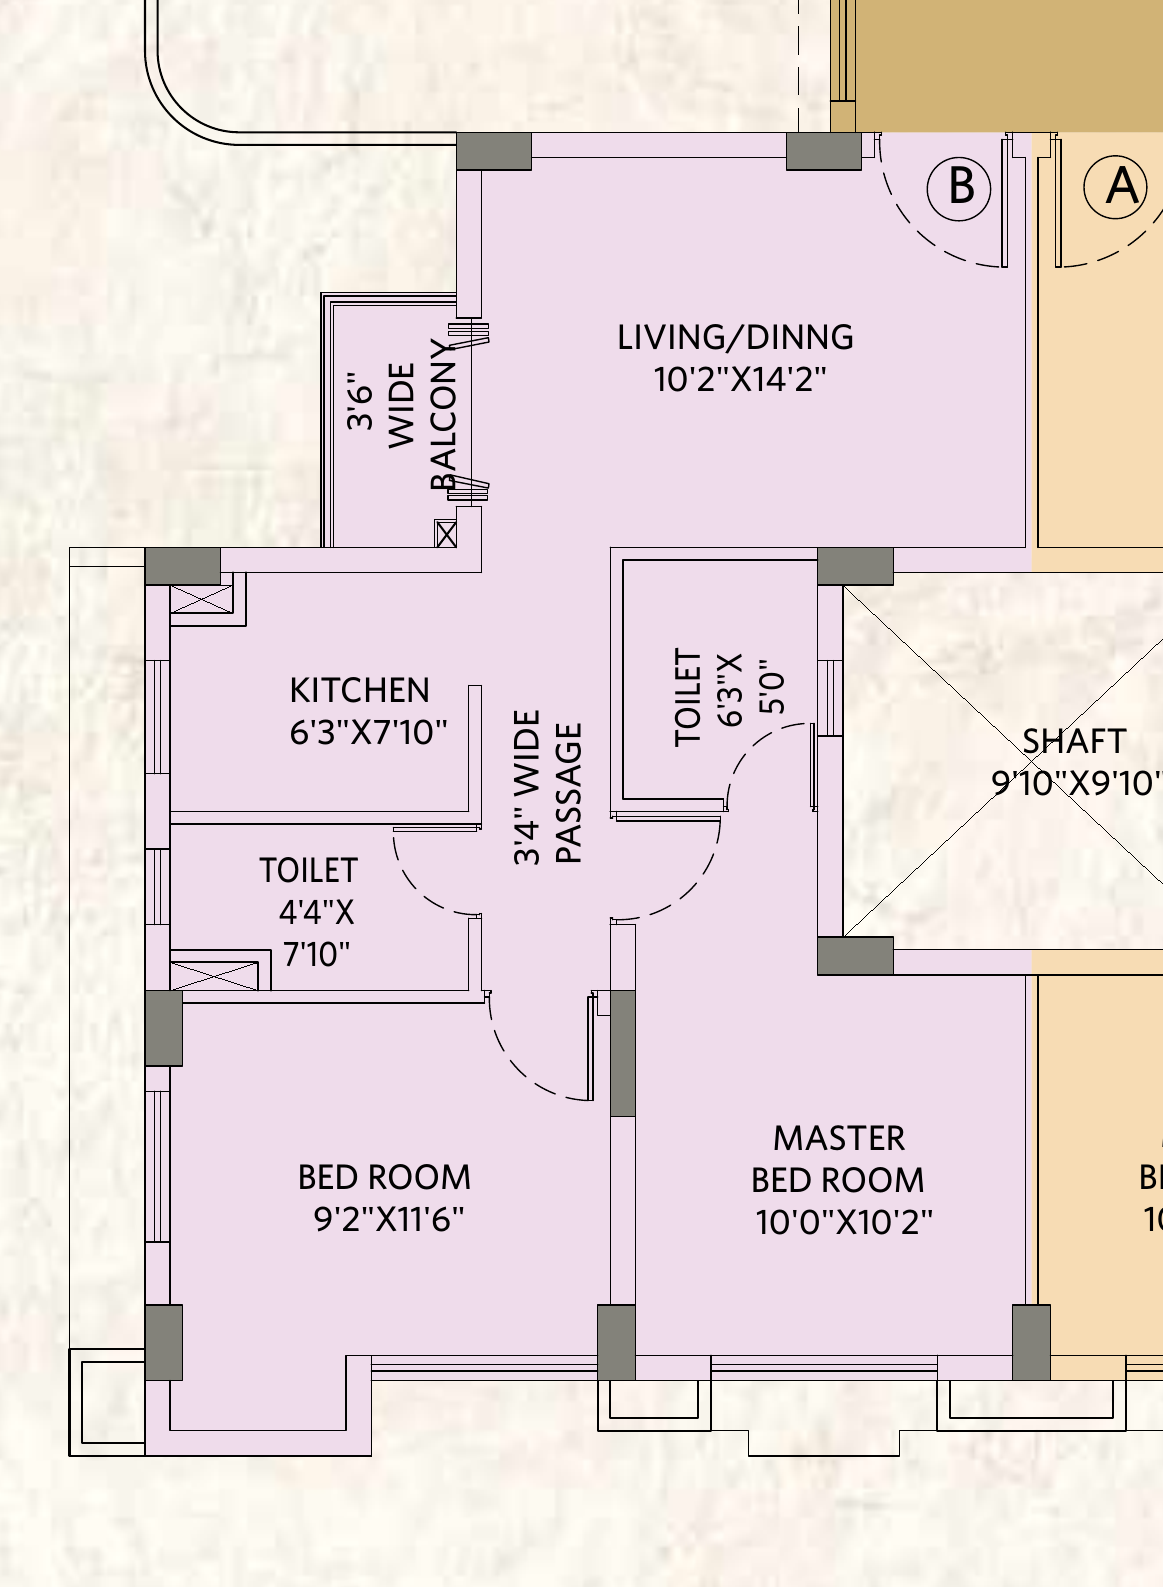 B
A
LIVING/DINNG
10'2"X14'2"
3'6"
WIDE
BALCONY
KITCHEN
6'3"X7'10"
TOILET
6'3"X
5'0"
3'4" WIDE
PASSAGE
SHAFT
9'10"X9'10"
TOILET
4'4"X
7'10"
MASTER
BED ROOM
10'0"X10'2"
BED ROOM
9'2"X11'6"